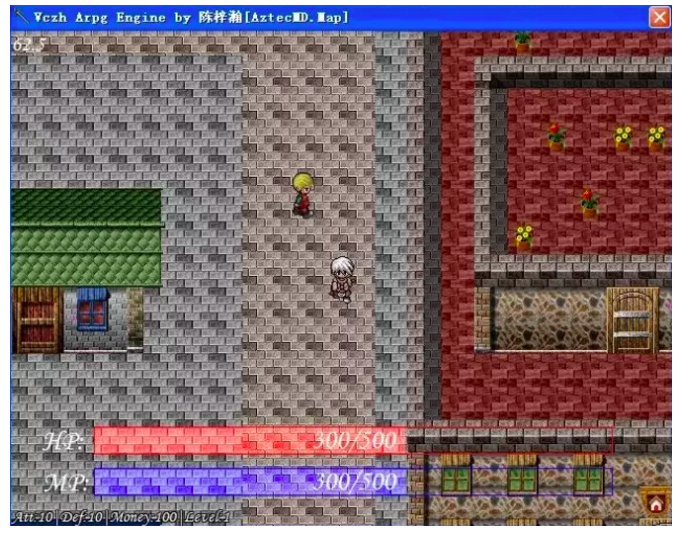 Vczh Arpg Engine by 陈梓瀚[AztecMD.Map]
62.5
HP: 300/500
MP: 300/500
Att-10|Def-10|Money-100|Level-1